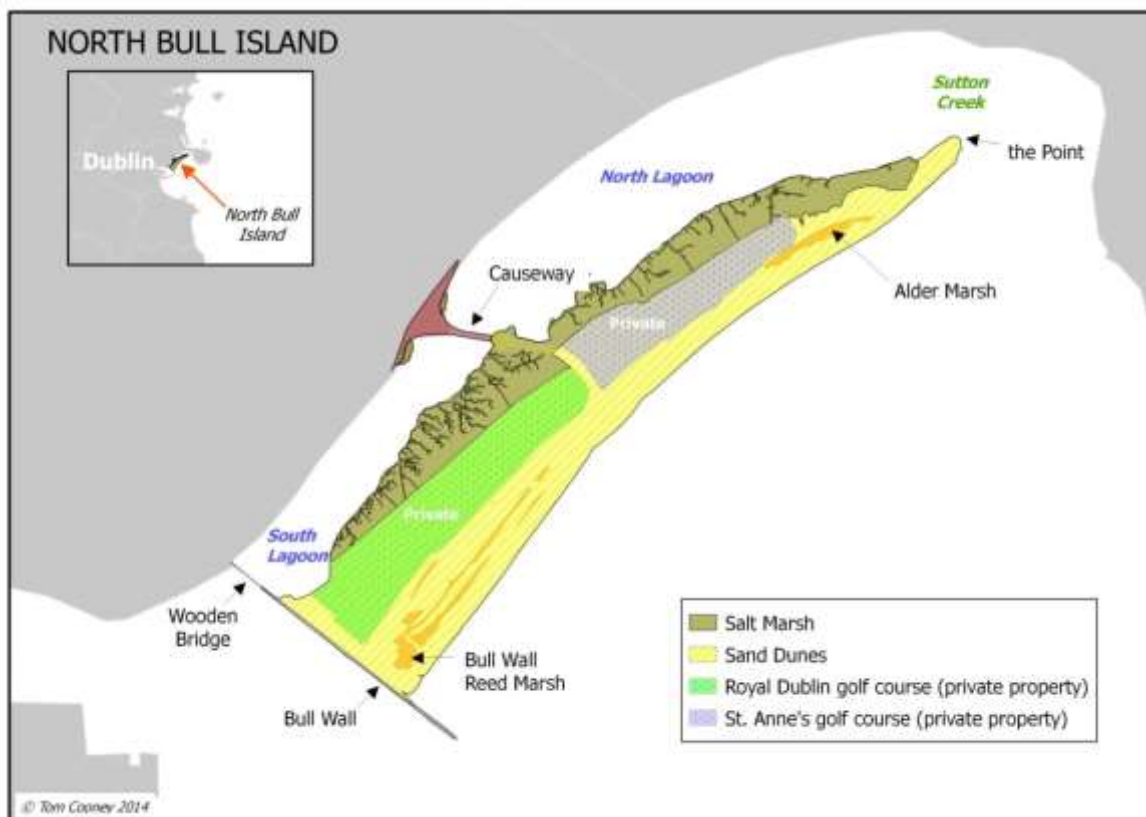 NORTH BULL ISLAND
Dublin
North Bull
Island
Sutton
Creek
the Point
North Lagoon
Causeway
Alder Marsh
Private
Private
South
Lagoon
Wooden
Bridge
Bull Wall
Reed Marsh
Bull Wall
Salt Marsh
Sand Dunes
Royal Dublin golf course (private property)
St. Anne's golf course (private property)
© Tom Cooney 2014